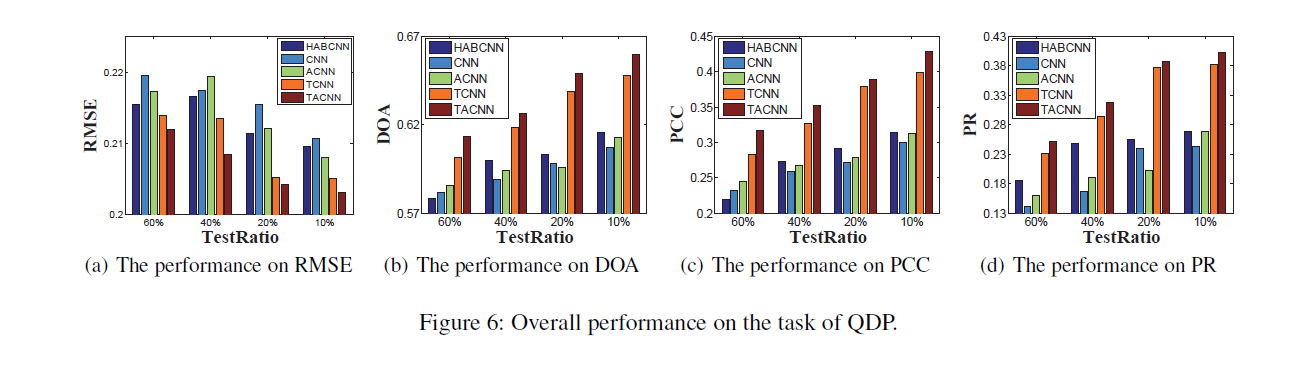 RMSE
0.22
0.21
0.2
HABCNN
CNN
ACNN
TCNN
TACNN
60% 40% 20% 10%
TestRatio
(a) The performance on RMSE
DOA
0.67
0.62
0.57
HABCNN
CNN
ACNN
TCNN
TACNN
60% 40% 20% 10%
TestRatio
(b) The performance on DOA
PCC
0.45
0.4
0.35
0.3
0.25
0.2
HABCNN
CNN
ACNN
TCNN
TACNN
60% 40% 20% 10%
TestRatio
(c) The performance on PCC
PR
0.43
0.38
0.33
0.28
0.23
0.18
0.13
HABCNN
CNN
ACNN
TCNN
TACNN
60% 40% 20% 10%
TestRatio
(d) The performance on PR
Figure 6: Overall performance on the task of QDP.